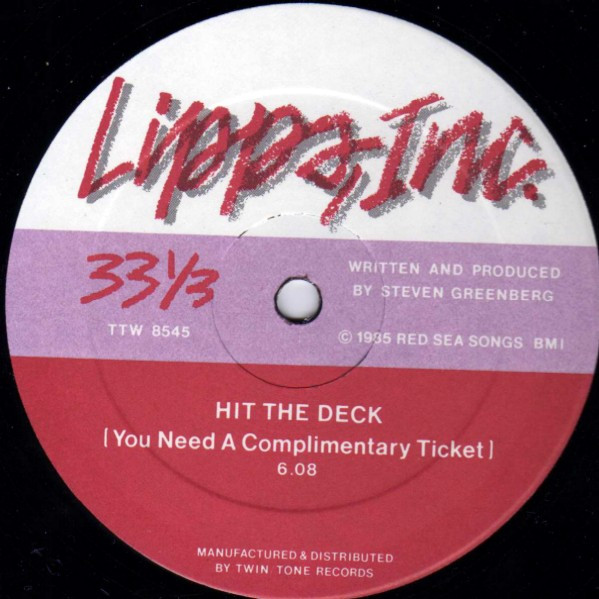 Lipps, Inc.
33 1/3
TTW 8545
WRITTEN AND PRODUCED
BY STEVEN GREENBERG
© 1985 RED SEA SONGS BMI
HIT THE DECK
[You Need A Complimentary Ticket]
6.08
MANUFACTURED & DISTRIBUTED
BY TWIN TONE RECORDS